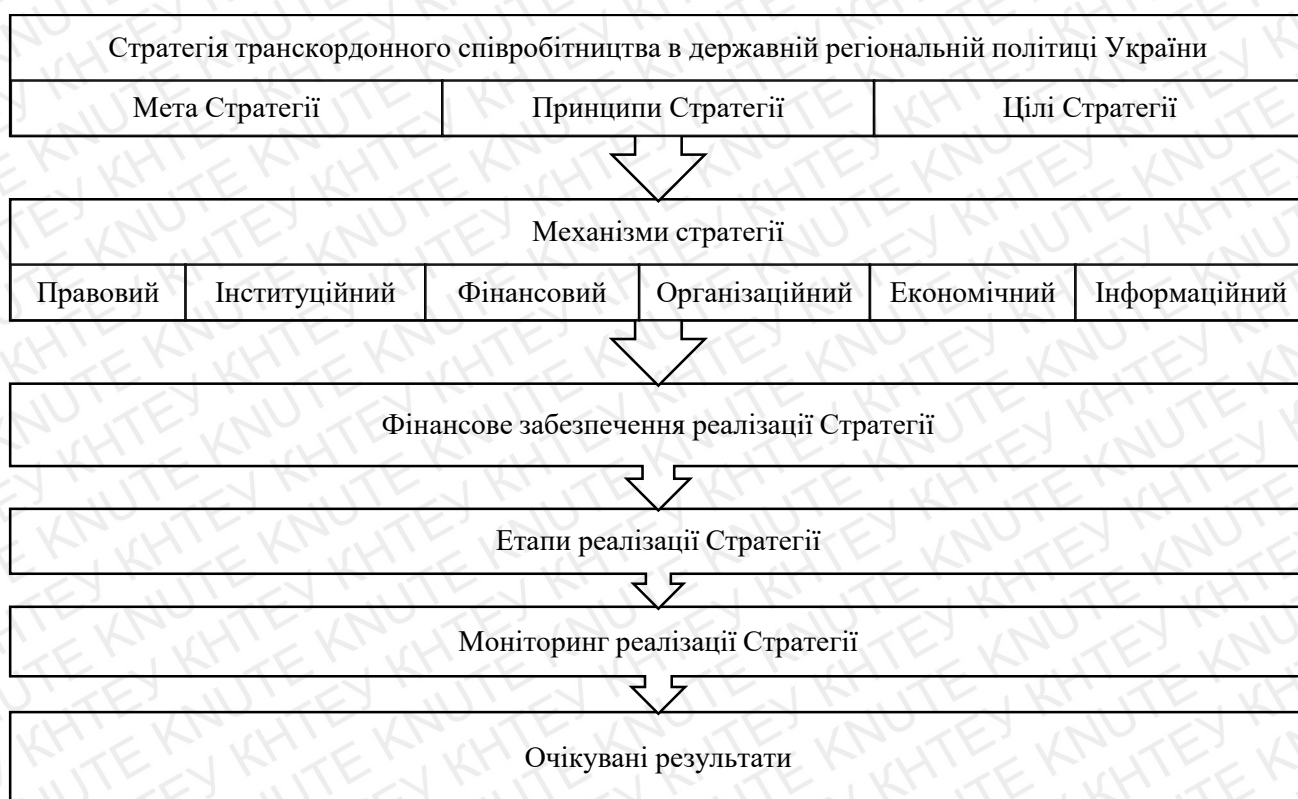 Стратегія транскордонного співробітництва в державній регіональній політиці України
Мета Стратегії
Принципи Стратегії
Цілі Стратегії
Механізми стратегії
Правовий
Інституційний
Фінансовий
Організаційний
Економічний
Інформаційний
Фінансове забезпечення реалізації Стратегії
Етапи реалізації Стратегії
Моніторинг реалізації Стратегії
Очікувані результати